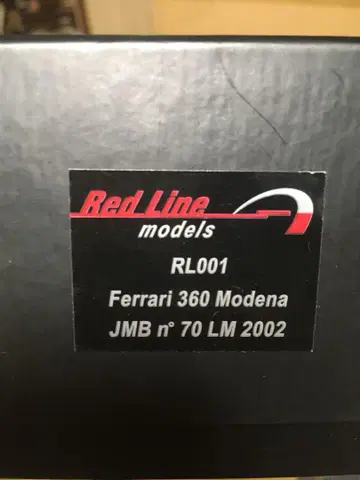 Red Line
models
RL001
Ferrari 360 Modena
JMB n° 70 LM 2002